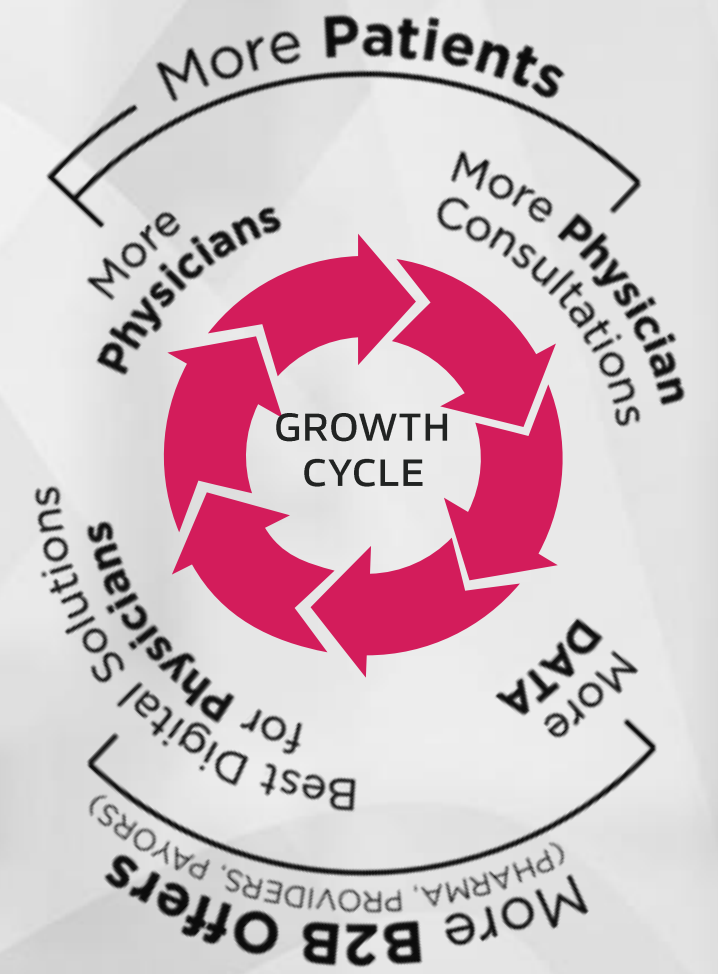 More Patients
More Physician
Consultations
More
DATA
More B2B Offers
(PHARMA, PROVIDERS, PAYORS)
Best Digital Solutions
for Physicians
More
Physicians
GROWTH
CYCLE